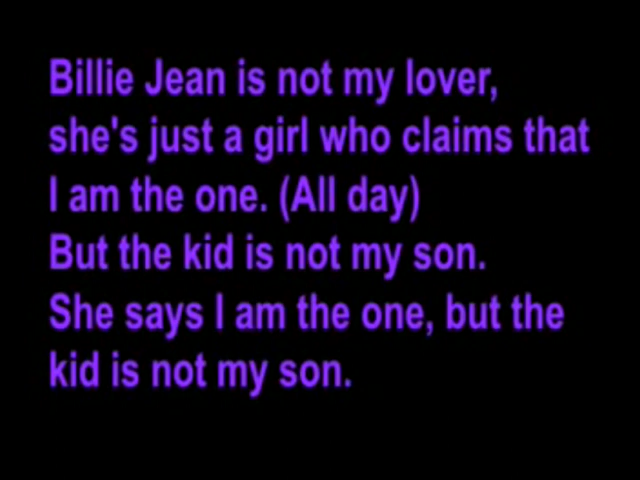 Billie Jean is not my lover,
she's just a girl who claims that
I am the one. (All day)
But the kid is not my son.
She says I am the one, but the
kid is not my son.